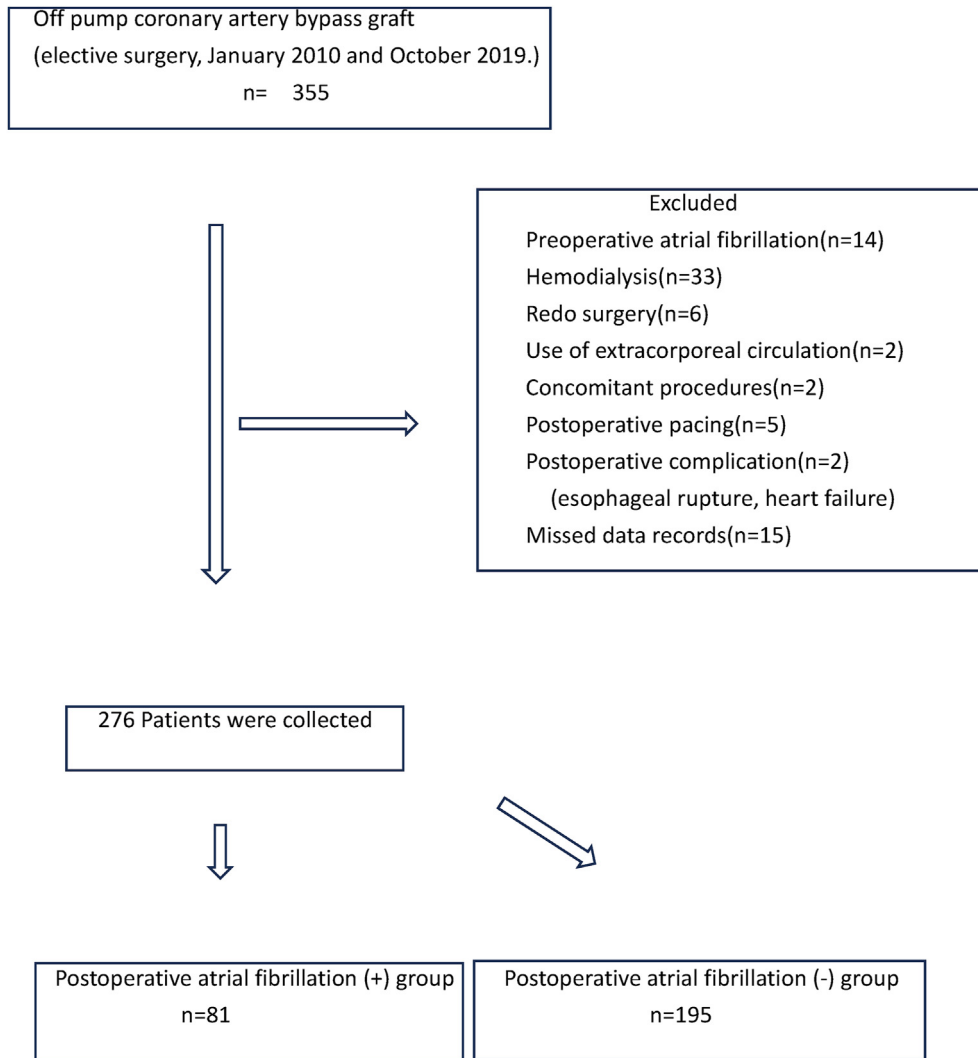 Off pump coronary artery bypass graft
(elective surgery, January 2010 and October 2019.)
n= 355
Excluded
Preoperative atrial fibrillation(n=14)
Hemodialysis(n=33)
Redo surgery(n=6)
Use of extracorporeal circulation(n=2)
Concomitant procedures(n=2)
Postoperative pacing(n=5)
Postoperative complication(n=2)
(esophageal rupture, heart failure)
Missed data records(n=15)
276 Patients were collected
Postoperative atrial fibrillation (+) group
n=81
Postoperative atrial fibrillation (-) group
n=195